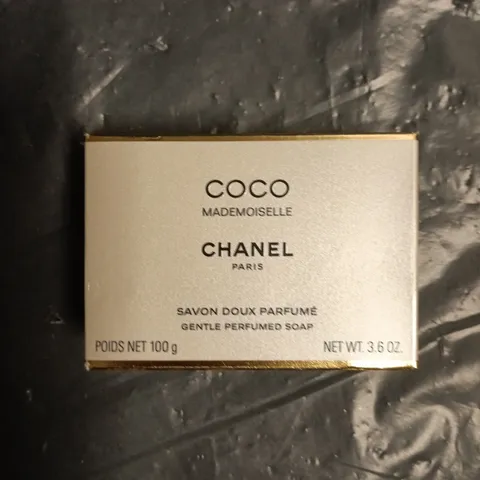 COCO
MADEMOISELLE
CHANEL
PARIS
SAVON DOUX PARFUMÉ
GENTLE PERFUMED SOAP
POIDS NET 100 g NET WT. 3.6 OZ.